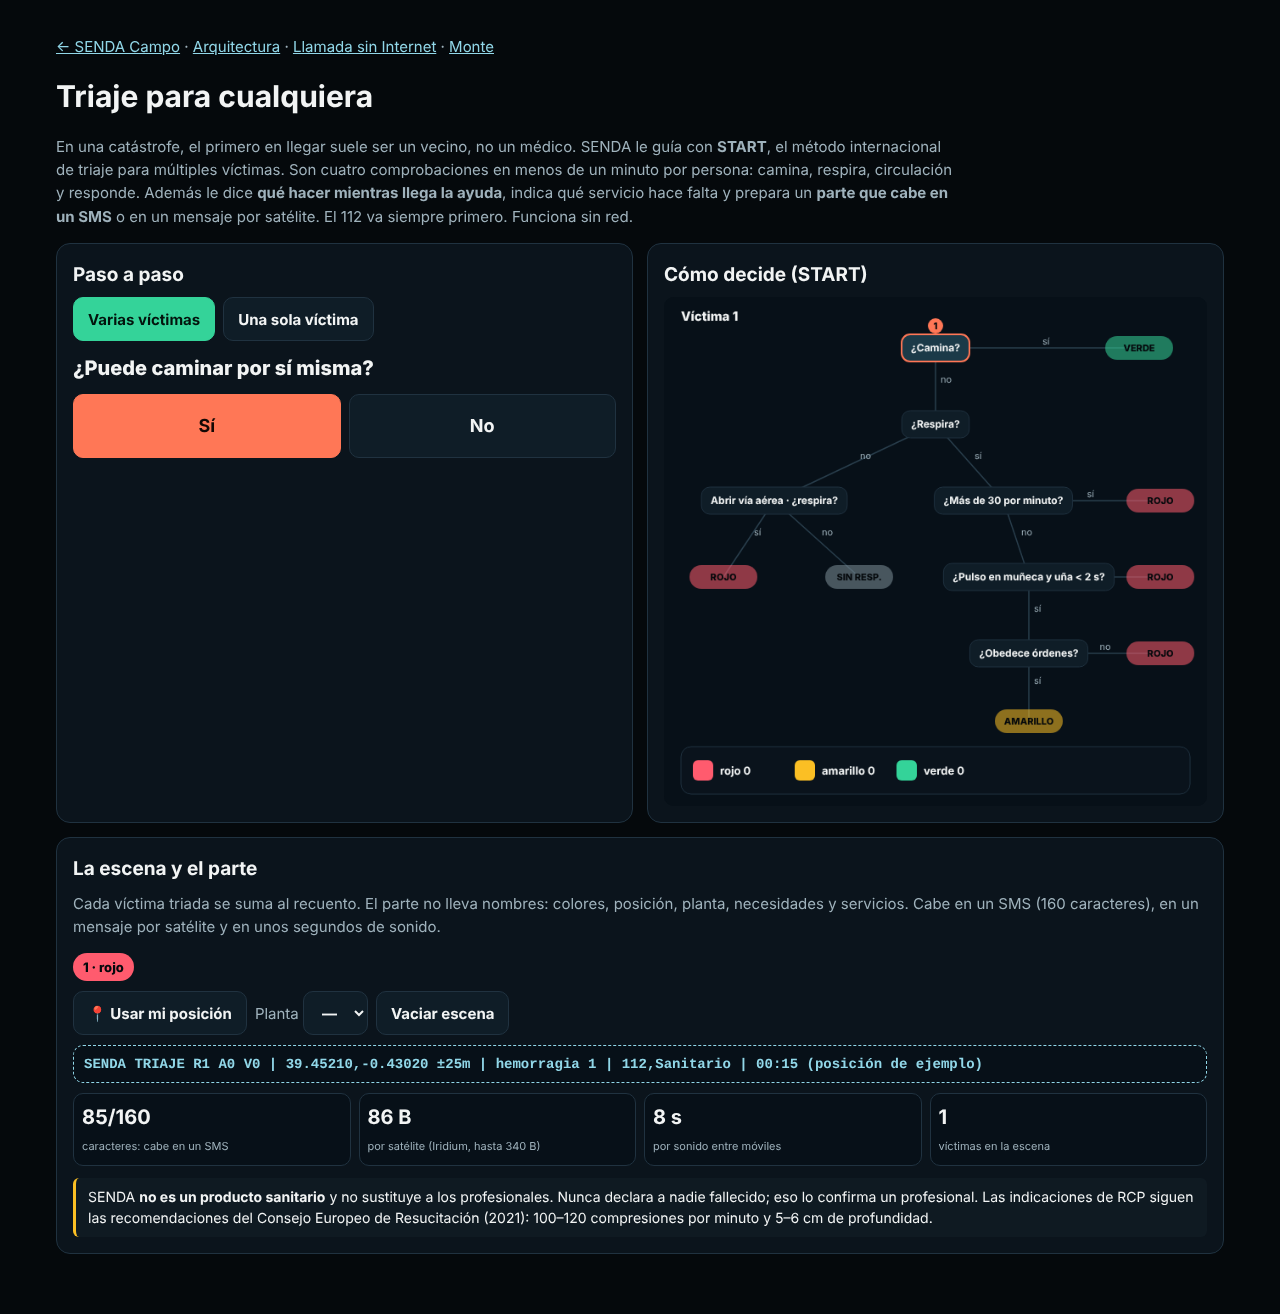 ← SENDA Campo · Arquitectura · Llamada sin Internet · Monte
Triaje para cualquiera
En una catástrofe, el primero en llegar suele ser un vecino, no un médico. SENDA le guía con START, el método internacional
de triaje para múltiples víctimas. Son cuatro comprobaciones en menos de un minuto por persona: camina, respira, circulación
y responde. Además le dice qué hacer mientras llega la ayuda, indica qué servicio hace falta y prepara un parte que cabe en
un SMS o en un mensaje por satélite. El 112 va siempre primero. Funciona sin red.
Paso a paso
Varias víctimas
Una sola víctima
¿Puede caminar por sí misma?
Sí
No
Cómo decide (START)
Víctima 1
1
¿Camina?
sí
VERDE
no
¿Respira?
no
sí
Abrir vía aérea · ¿respira?
¿Más de 30 por minuto?
sí
ROJO
sí
no
no
ROJO
SIN RESP.
¿Pulso en muñeca y uña < 2 s?
ROJO
sí
¿Obedece órdenes?
no
ROJO
sí
AMARILLO
rojo 0
amarillo 0
verde 0
La escena y el parte
Cada víctima triada se suma al recuento. El parte no lleva nombres: colores, posición, planta, necesidades y servicios. Cabe en un SMS (160 caracteres), en un
mensaje por satélite y en unos segundos de sonido.
1 · rojo
📍 Usar mi posición
Planta
—
Vaciar escena
SENDA TRIAJE R1 A0 V0 | 39.45210,-0.43020 ±25m | hemorragia 1 | 112,Sanitario | 00:15 (posición de ejemplo)
85/160
caracteres: cabe en un SMS
86 B
por satélite (Iridium, hasta 340 B)
8 s
por sonido entre móviles
1
víctimas en la escena
SENDA no es un producto sanitario y no sustituye a los profesionales. Nunca declara a nadie fallecido; eso lo confirma un profesional. Las indicaciones de RCP siguen
las recomendaciones del Consejo Europeo de Resucitación (2021): 100–120 compresiones por minuto y 5–6 cm de profundidad.